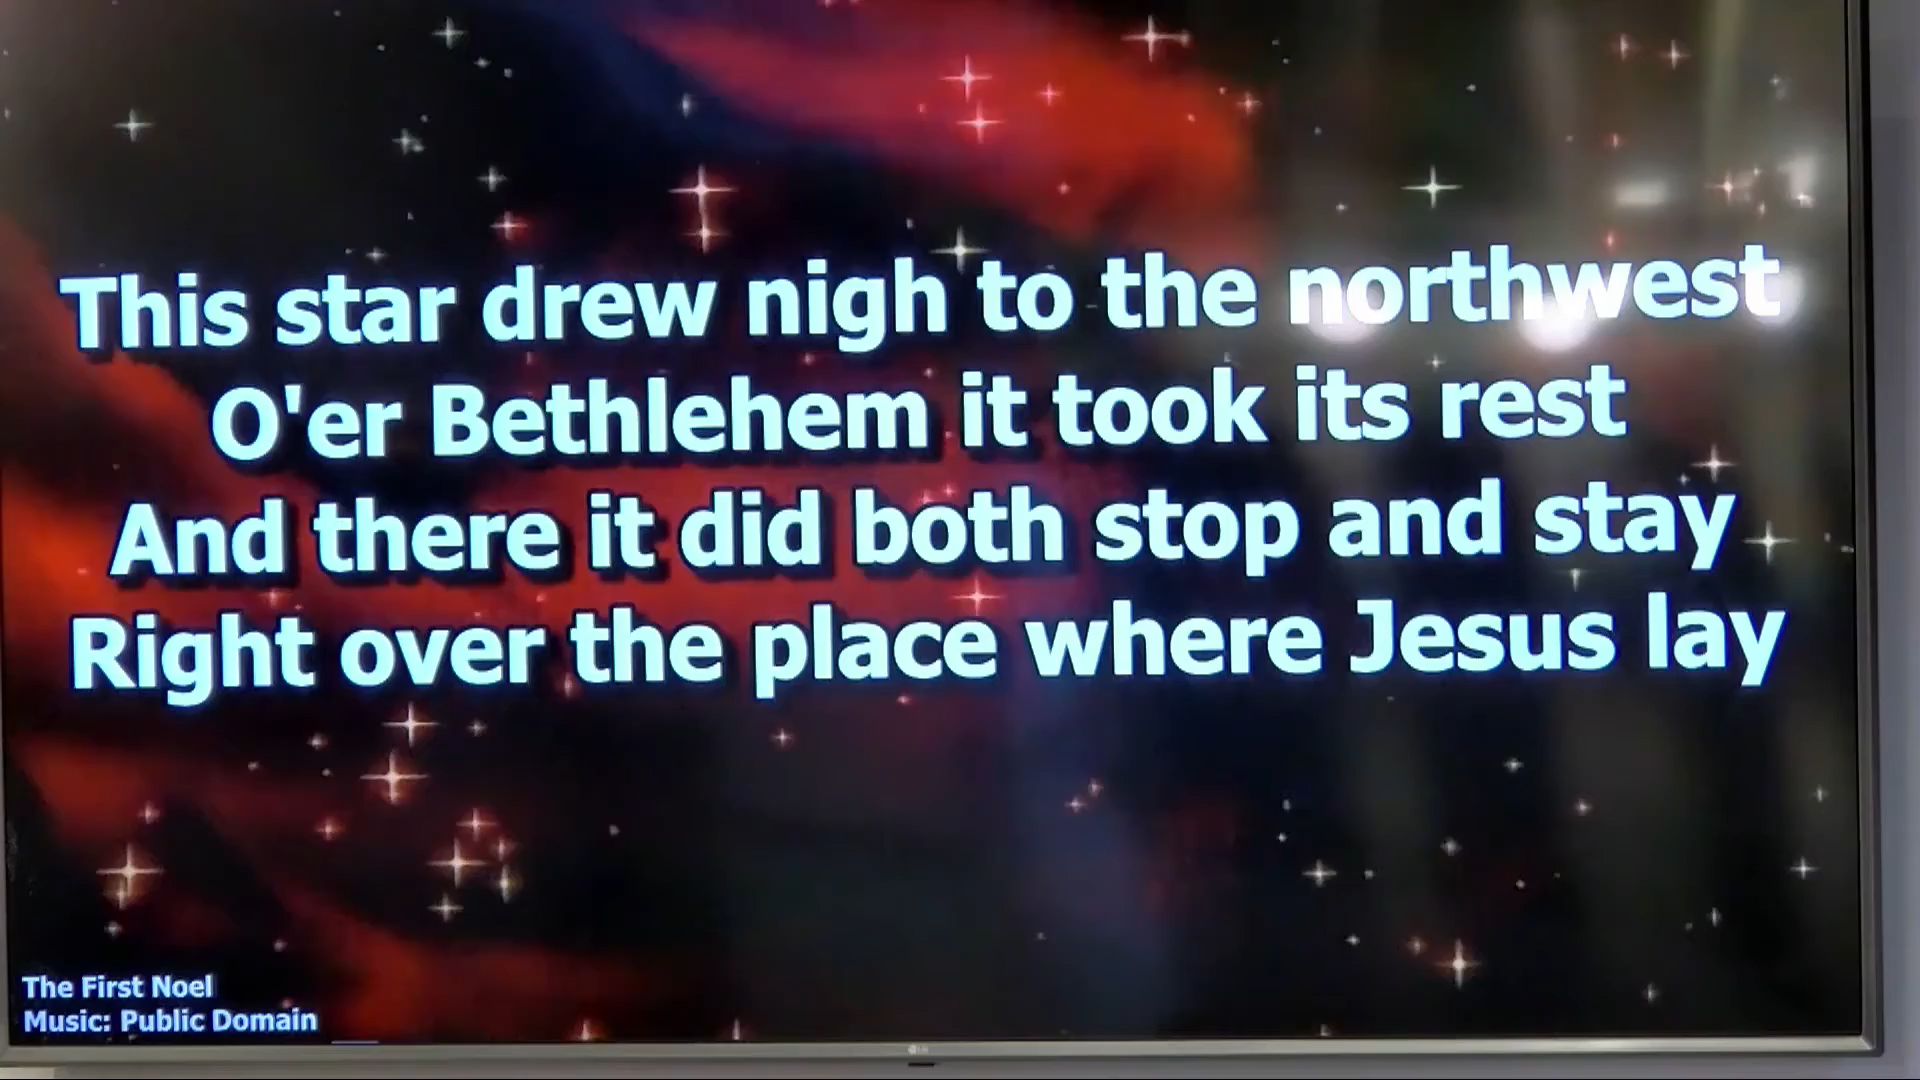 This star drew nigh to the northwest
O'er Bethlehem it took its rest
And there it did both stop and stay
Right over the place where Jesus lay
The First Noel
Music: Public Domain
LG